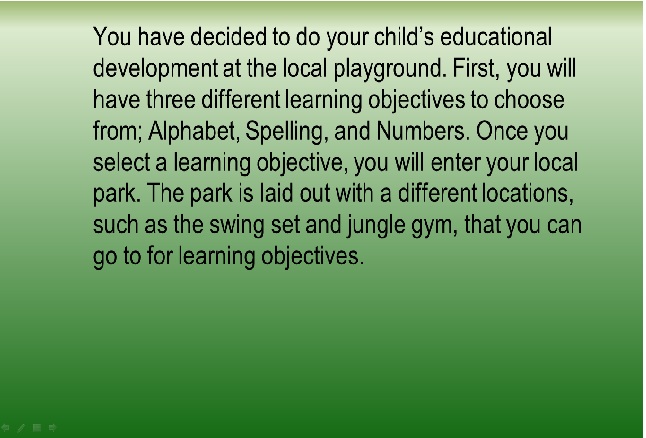 You have decided to do your child’s educational
development at the local playground. First, you will
have three different learning objectives to choose
from; Alphabet, Spelling, and Numbers. Once you
select a learning objective, you will enter your local
park. The park is laid out with a different locations,
such as the swing set and jungle gym, that you can
go to for learning objectives.